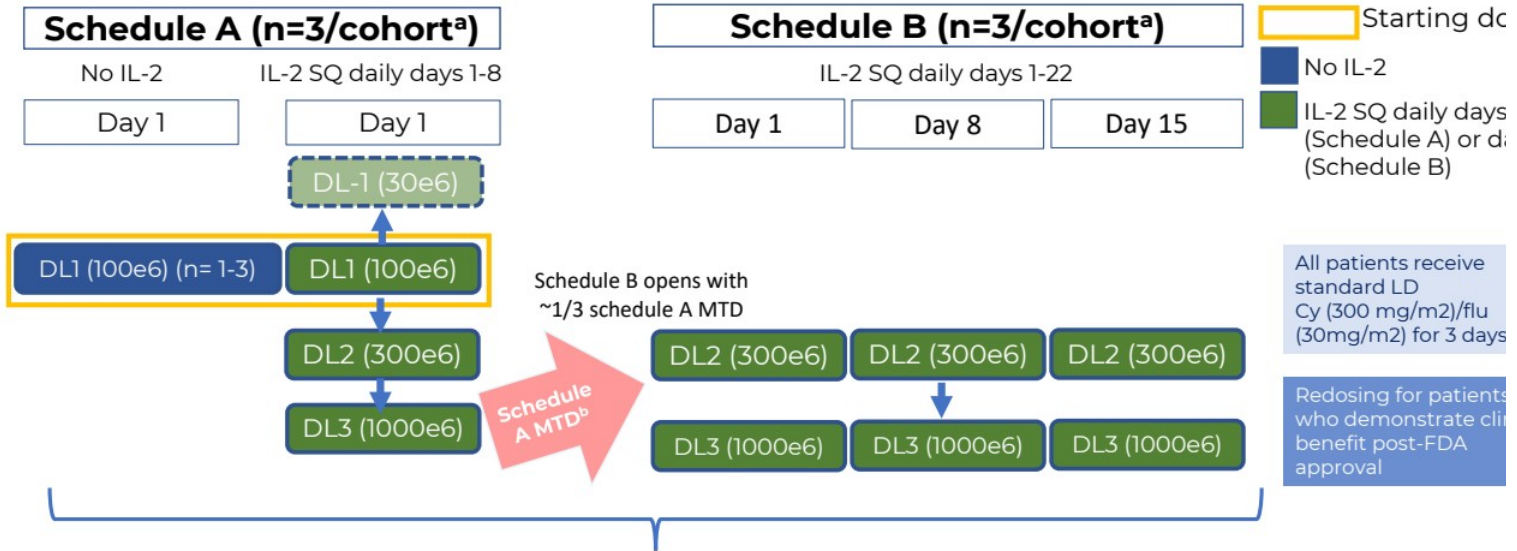 Schedule A (n=3/cohortᵃ)
No IL-2
IL-2 SQ daily days 1-8
Day 1
Day 1
DL-1 (30e6)
DL1 (100e6) (n= 1-3)
DL1 (100e6)
DL2 (300e6)
DL3 (1000e6)
Schedule B opens with
~1/3 schedule A MTD
Schedule
A MTDᵇ
Schedule B (n=3/cohortᵃ)
IL-2 SQ daily days 1-22
Day 1
Day 8
Day 15
DL2 (300e6)
DL2 (300e6)
DL2 (300e6)
DL3 (1000e6)
DL3 (1000e6)
DL3 (1000e6)
Starting
No IL-2
IL-2 SQ daily days
(Schedule A) or
(Schedule B)
All patients receive
standard LD
Cy (300 mg/m2)/flu
(30mg/m2) for 3 days
Redosing for patients
who demonstrate
benefit post-FDA
approval